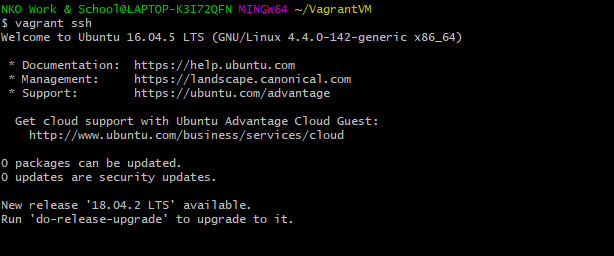 NKO Work & School@LAPTOP-K3I72QFN MINGW64 ~/VagrantVM
$ vagrant ssh
Welcome to Ubuntu 16.04.5 LTS (GNU/Linux 4.4.0-142-generic x86_64)
* Documentation:  https://help.ubuntu.com
* Management:     https://landscape.canonical.com
* Support:        https://ubuntu.com/advantage
Get cloud support with Ubuntu Advantage Cloud Guest:
http://www.ubuntu.com/business/services/cloud
0 packages can be updated.
0 updates are security updates.
New release '18.04.2 LTS' available.
Run 'do-release-upgrade' to upgrade to it.